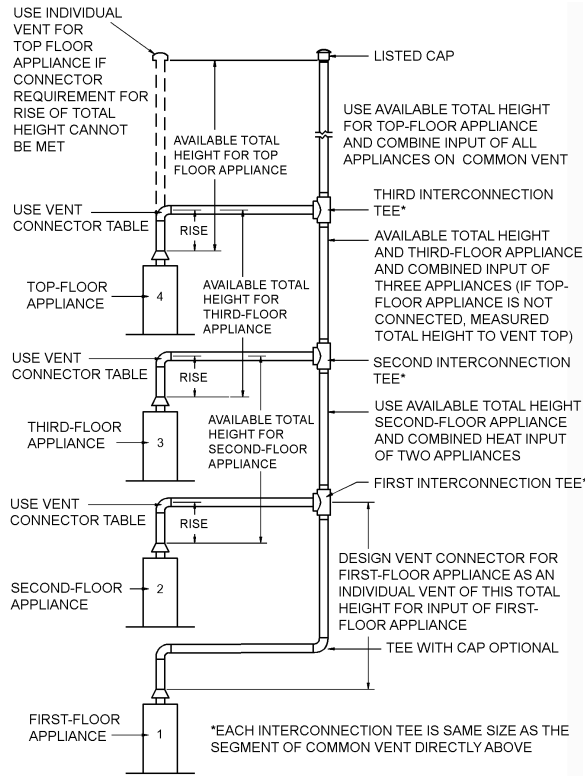 USE INDIVIDUAL
VENT FOR
TOP FLOOR
APPLIANCE IF
CONNECTOR
REQUIREMENT FOR
RISE OF TOTAL
HEIGHT CANNOT
BE MET
LISTED CAP
AVAILABLE TOTAL
HEIGHT FOR TOP
FLOOR APPLIANCE
USE AVAILABLE TOTAL HEIGHT
FOR TOP-FLOOR APPLIANCE
AND COMBINE INPUT OF ALL
APPLIANCES ON COMMON VENT
USE VENT
CONNECTOR TABLE
RISE
THIRD INTERCONNECTION
TEE*
TOP-FLOOR
APPLIANCE
4
AVAILABLE TOTAL
HEIGHT FOR
THIRD-FLOOR
APPLIANCE
AVAILABLE TOTAL HEIGHT
AND THIRD-FLOOR APPLIANCE
AND COMBINED INPUT OF
THREE APPLIANCES (IF TOP-
FLOOR APPLIANCE IS NOT
CONNECTED, MEASURED
TOTAL HEIGHT TO VENT TOP)
USE VENT
CONNECTOR TABLE
RISE
SECOND INTERCONNECTION
TEE*
THIRD-FLOOR
APPLIANCE
3
AVAILABLE TOTAL
HEIGHT FOR
SECOND-FLOOR
APPLIANCE
USE AVAILABLE TOTAL HEIGHT
SECOND-FLOOR APPLIANCE
AND COMBINED HEAT INPUT
OF TWO APPLIANCES
USE VENT
CONNECTOR TABLE
RISE
FIRST INTERCONNECTION TEE*
SECOND-FLOOR
APPLIANCE
2
DESIGN VENT CONNECTOR FOR
FIRST-FLOOR APPLIANCE AS AN
INDIVIDUAL VENT OF THIS TOTAL
HEIGHT FOR INPUT OF FIRST-
FLOOR APPLIANCE
TEE WITH CAP OPTIONAL
FIRST-FLOOR
APPLIANCE
1
*EACH INTERCONNECTION TEE IS SAME SIZE AS THE
SEGMENT OF COMMON VENT DIRECTLY ABOVE